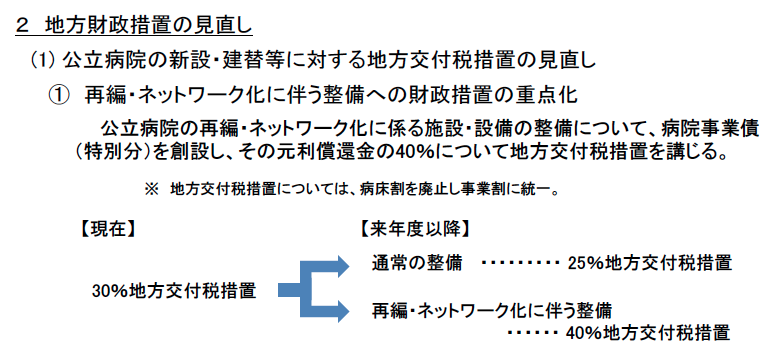 ２ 地方財政措置の見直し
(1) 公立病院の新設・建替等に対する地方交付税措置の見直し
① 再編・ネットワーク化に伴う整備への財政措置の重点化
公立病院の再編・ネットワーク化に係る施設・設備の整備について、病院事業債
（特別分）を創設し、その元利償還金の40％について地方交付税措置を講じる。
※ 地方交付税措置については、病床割を廃止し事業割に統一。
【現在】 【来年度以降】
通常の整備 ・・・・・・・・・ 25％地方交付税措置
30％地方交付税措置
再編・ネットワーク化に伴う整備
・・・・・・ 40％地方交付税措置